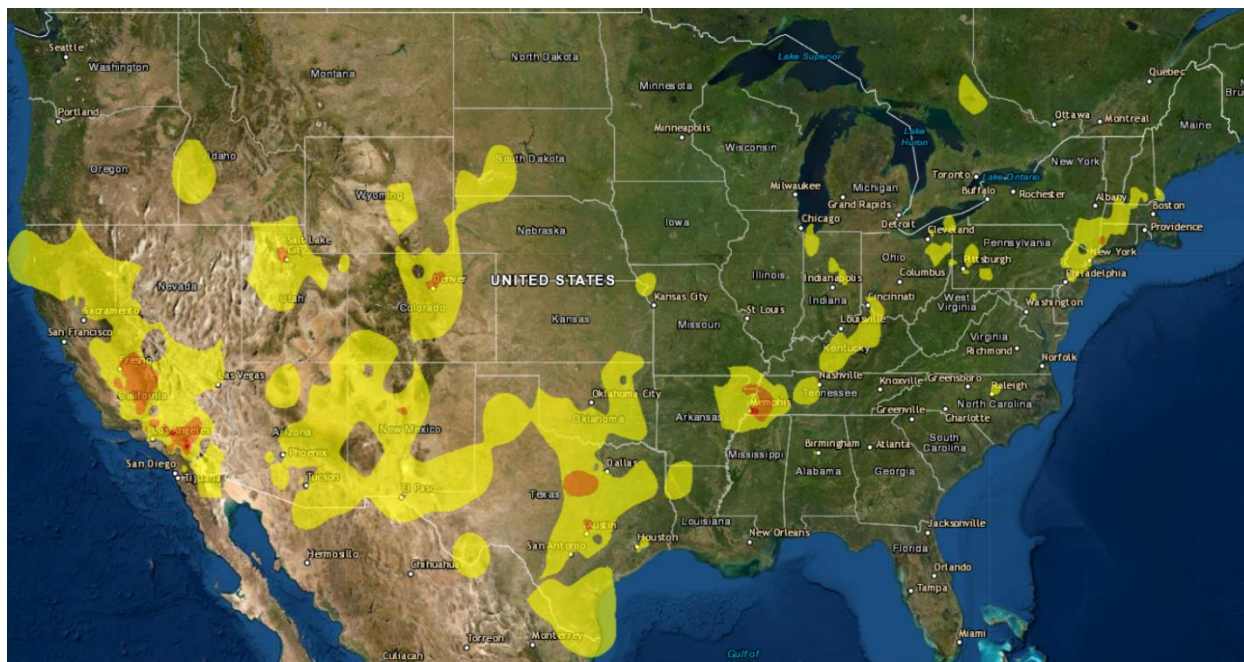 Seattle
Washington
Portland
Oregon
Idaho
Montana
North Dakota
South Dakota
Wyoming
Nebraska
Minnesota
Minneapolis
Wisconsin
Lake Superior
Lake
Huron
Lake Ontario
Quebec
Ottawa
Montreal
Maine
New York
Toronto
Buffalo
Rochester
Albany
Boston
Providence
Milwaukee
Michigan
Grand Rapids
Detroit
Chicago
Iowa
Cleveland
Pennsylvania
Pittsburgh
New York
Philadelphia
Salt Lake
City
Nevada
Utah
Denver
Colorado
UNITED STATES
Kansas City
Kansas
Missouri
St Louis
Illinois
Indianapolis
Indiana
Ohio
Columbus
Cincinnati
West
Virginia
Washington
Louisville
Kentucky
Virginia
Richmond
Norfolk
Sacramento
San Francisco
Fresno
California
Las Vegas
Los Angeles
San Diego
Tijuana
Arizona
Phoenix
Tucson
New Mexico
El Paso
Oklahoma City
Oklahoma
Arkansas
Memphis
Nashville
Tennessee
Knoxville
Greensboro
Raleigh
North Carolina
Greenville
Charlotte
South
Carolina
Birmingham
Atlanta
Mississippi
Alabama
Georgia
Dallas
Texas
Austin
San Antonio
Houston
Louisiana
New Orleans
Jacksonville
Florida
Orlando
Tampa
Miami
Hermosillo
Chihuahua
Torreon
Monterrey
Culiacan
Gulf of